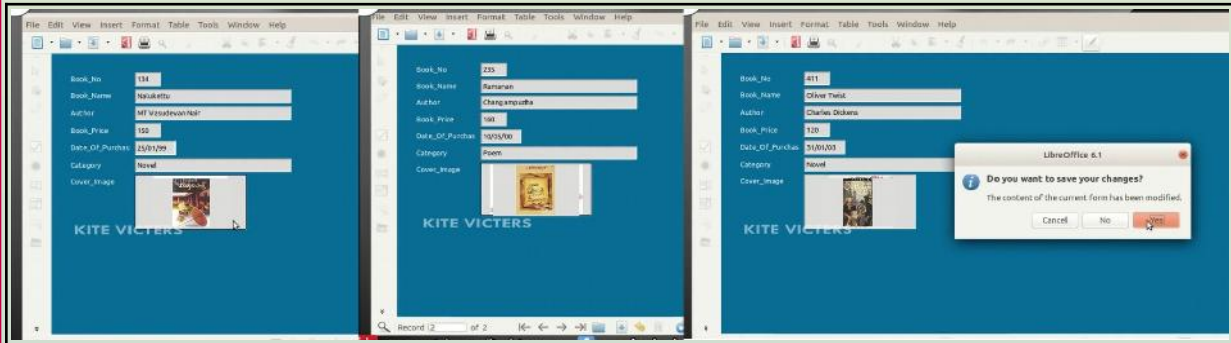 File Edit View Insert Format Table Tools Window Help
Book_No 134
Book_Name Nalukettu
Author MT Vasudevan Nair
Book_Price 150
Date_Of_Purchas 25/01/99
Category Novel
Cover_Image
KITE VICTERS
File Edit View Insert Format Table Tools Window Help
Book_No 235
Book_Name Ramanan
Author Changampuzha
Book_Price 160
Date_Of_Purchas 10/05/00
Category Poem
Cover_Image
KITE VICTERS
Record 2 of 2
File Edit View Insert Format Table Tools Window Help
Book_No 411
Book_Name Oliver Twist
Author Charles Dickens
Book_Price 120
Date_Of_Purchas 31/01/03
Category Novel
Cover_Image
KITE VICTERS
LibreOffice 6.1
Do you want to save your changes?
The content of the current form has been modified.
Cancel No Yes